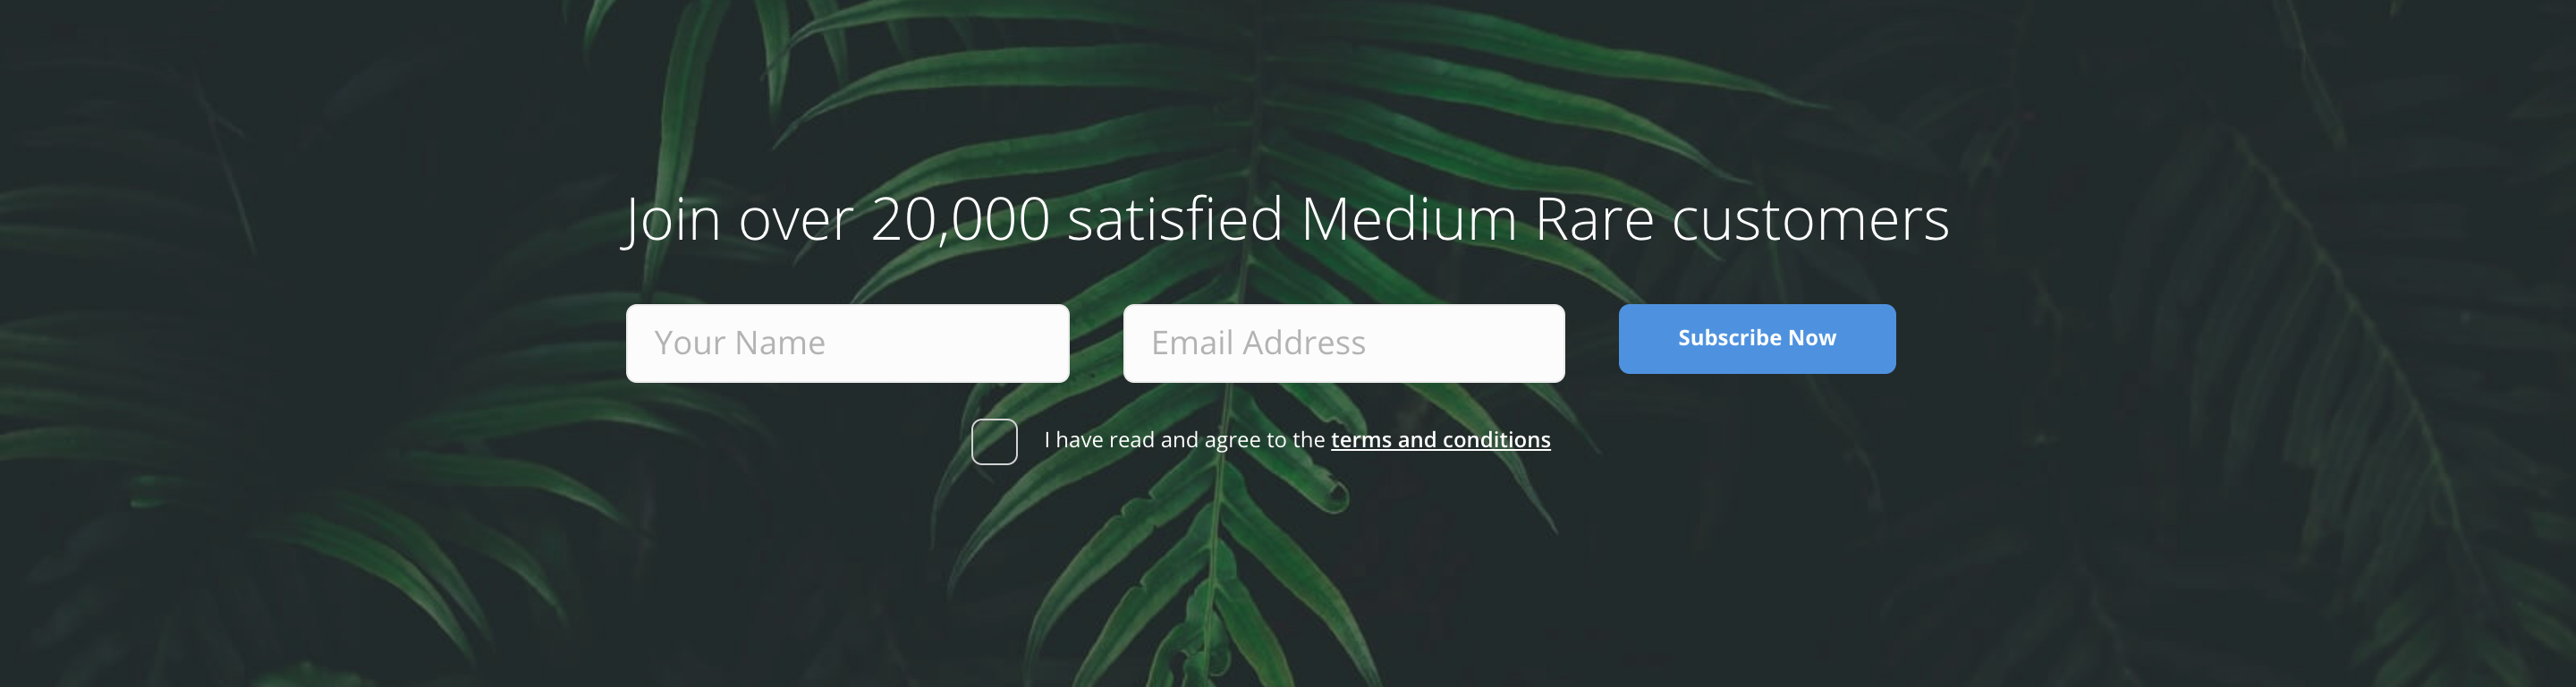 Join over 20,000 satisfied Medium Rare customers
Your Name
Email Address
Subscribe Now
I have read and agree to the terms and conditions